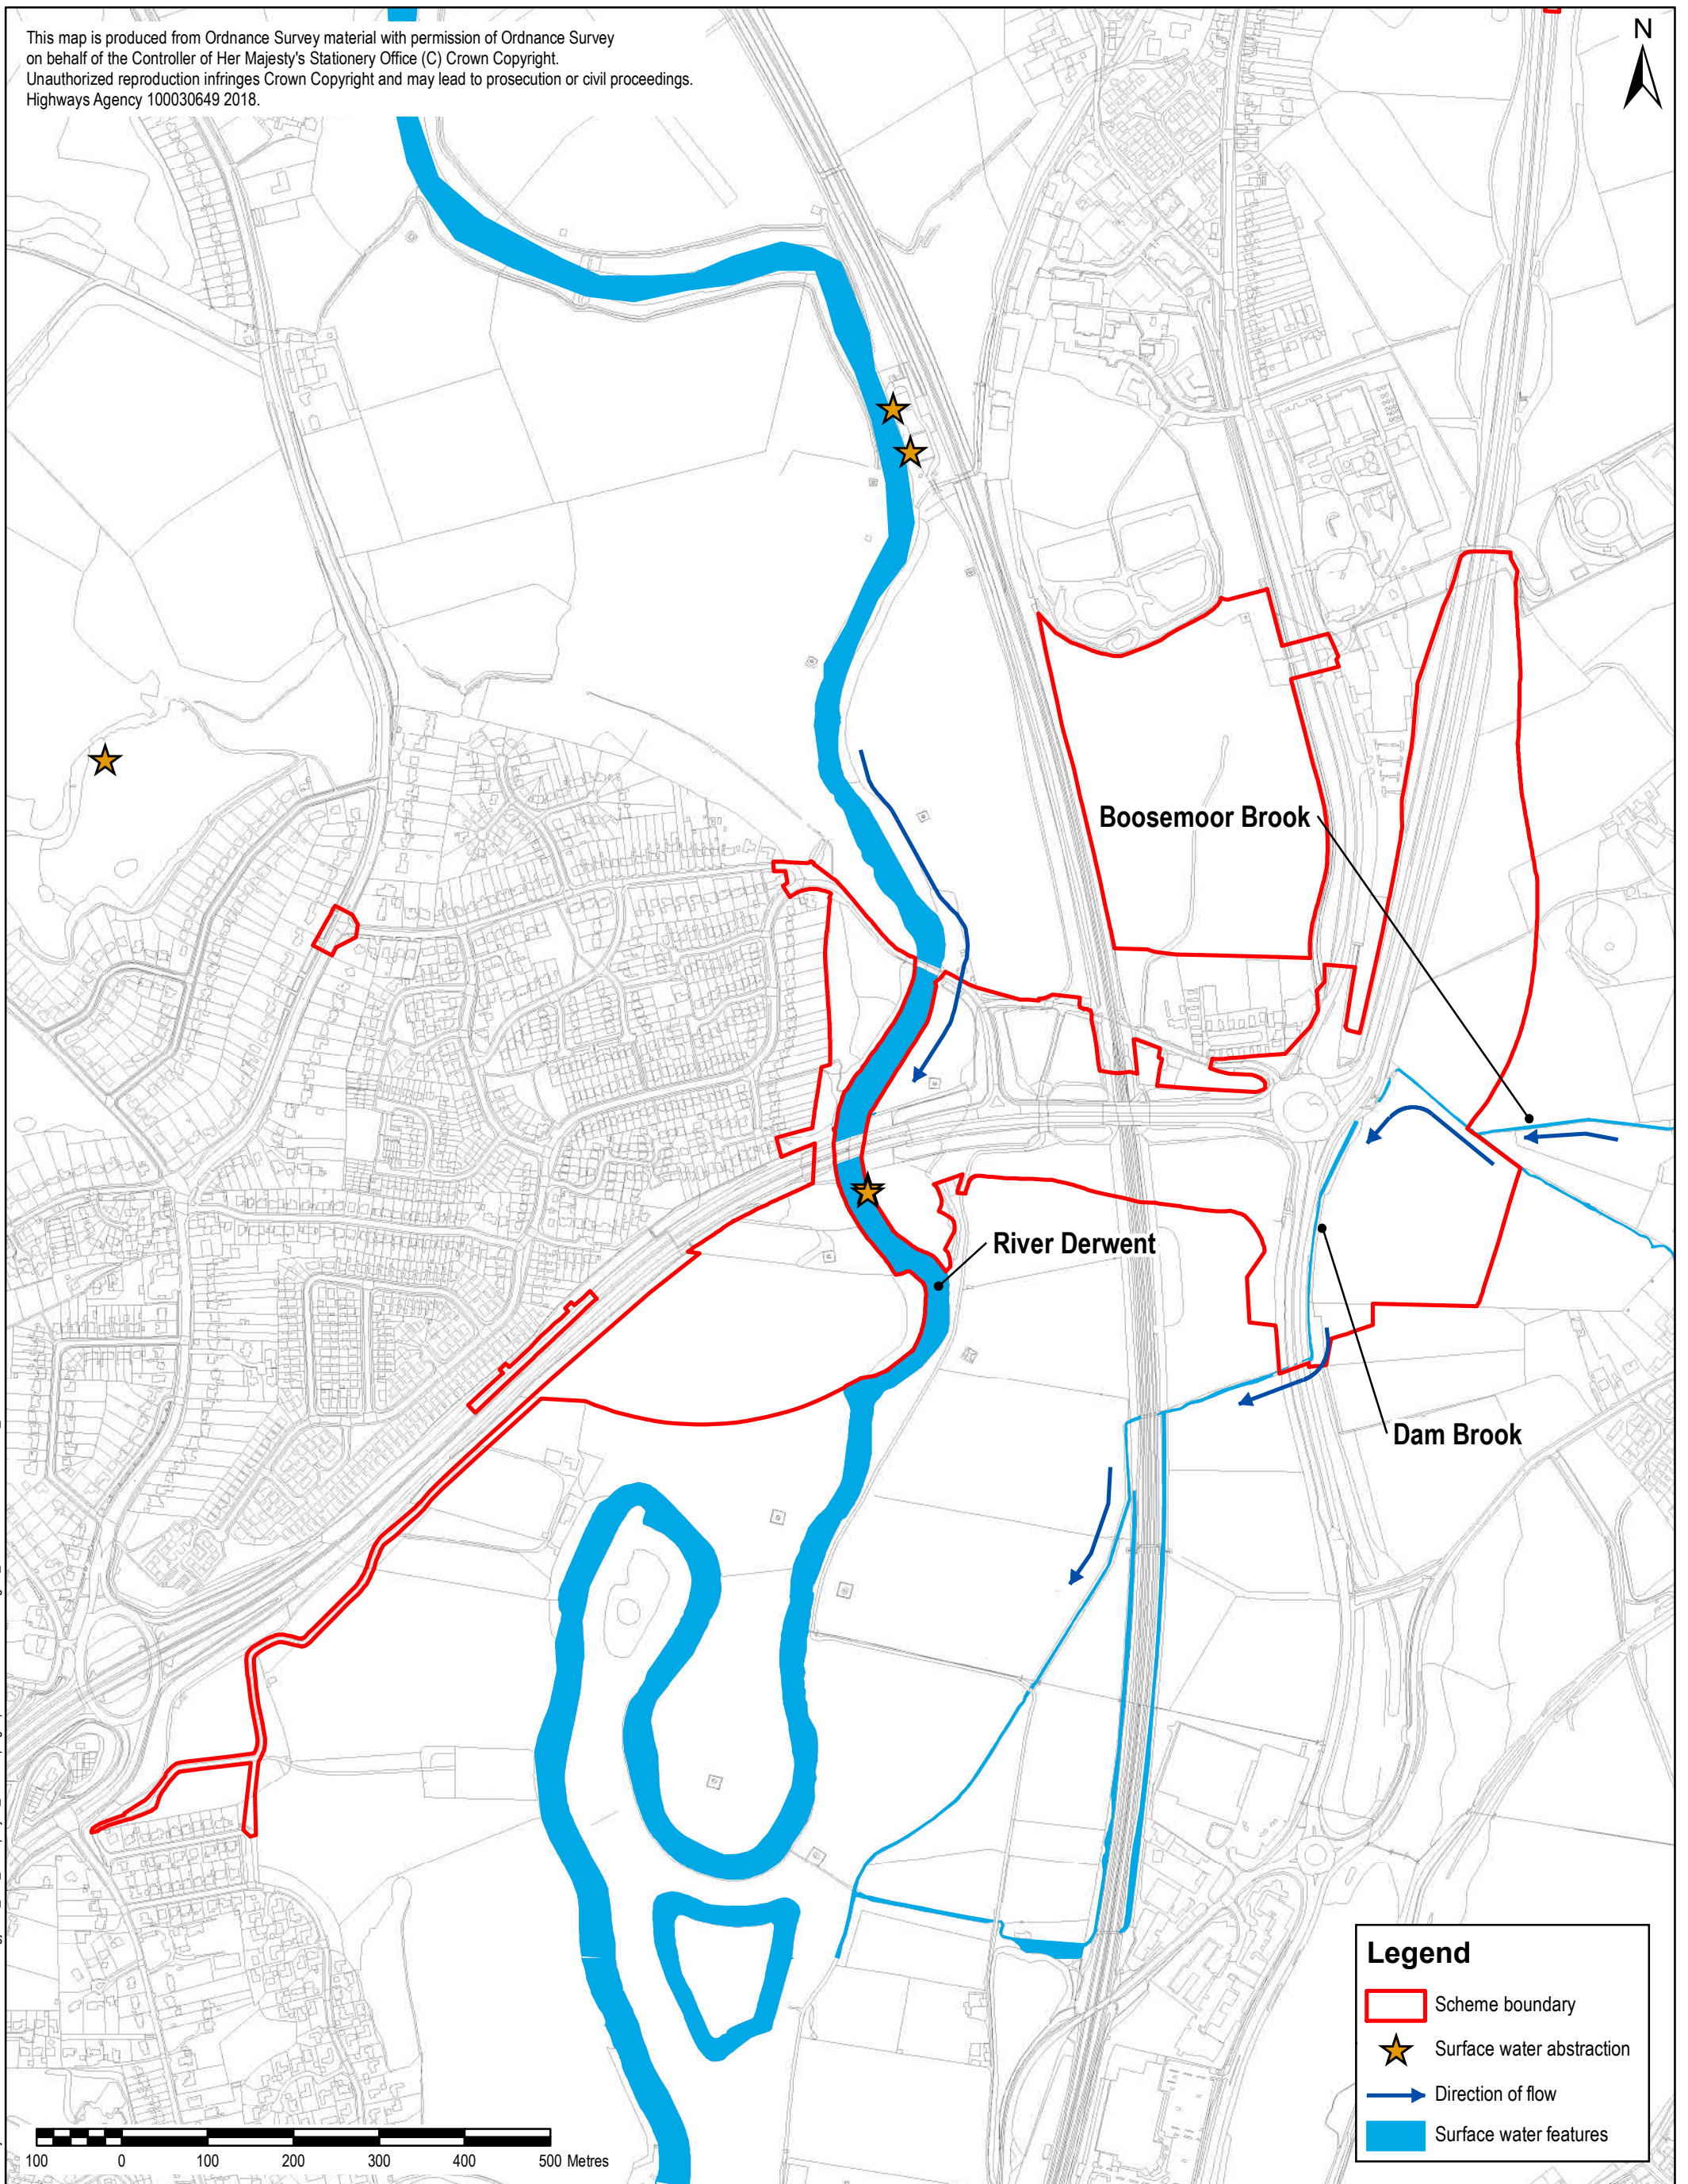 This map is produced from Ordnance Survey material with permission of Ordnance Survey
on behalf of the Controller of Her Majesty's Stationery Office (C) Crown Copyright.
Unauthorized reproduction infringes Crown Copyright and may lead to prosecution or civil proceedings.
Highways Agency 100030649 2018.
N
Boosemoor Brook
River Derwent
Dam Brook
Legend
Scheme boundary
Surface water abstraction
Direction of flow
Surface water features
100 0 100 200 300 400 500 Metres